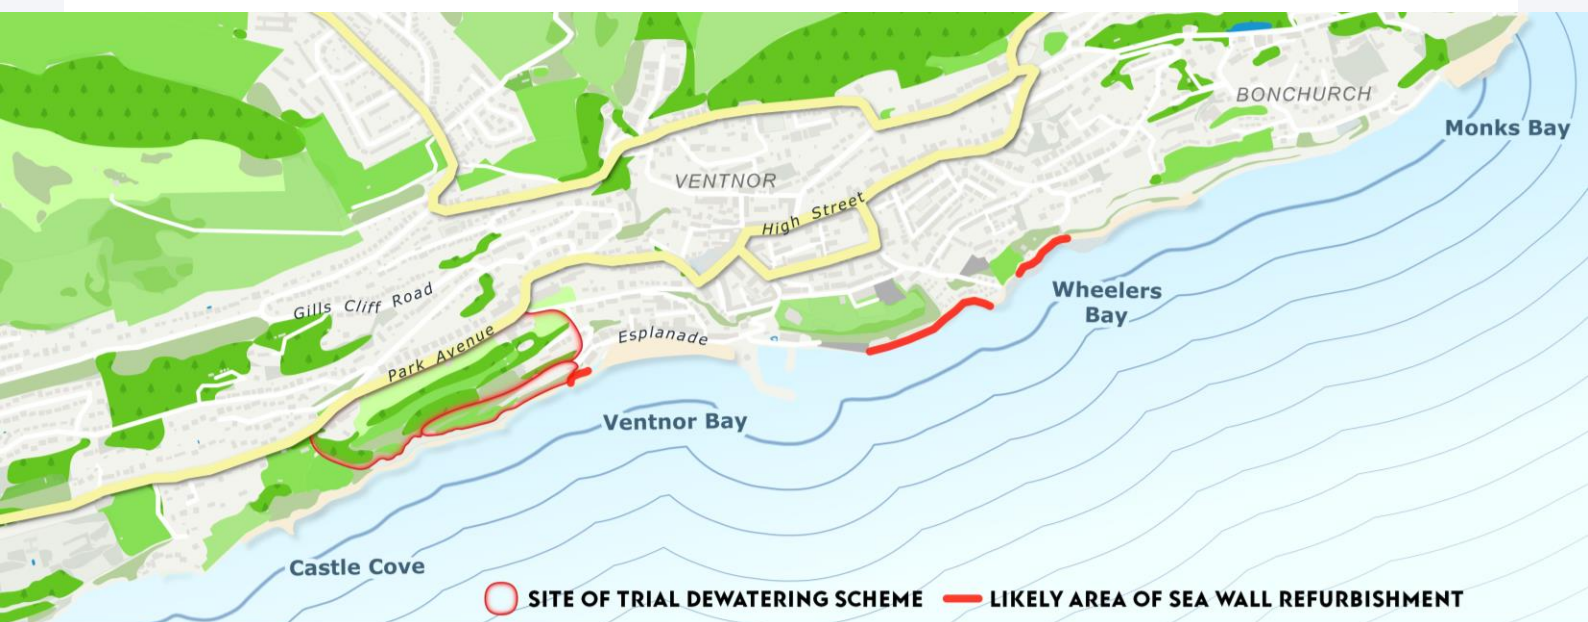 BONCHURCH
Monks Bay
VENTNOR
High Street
Gills Cliff Road
Wheelers
Bay
Park Avenue
Esplanade
Ventnor Bay
Castle Cove
SITE OF TRIAL DEWATERING SCHEME
LIKELY AREA OF SEA WALL REFURBISHMENT